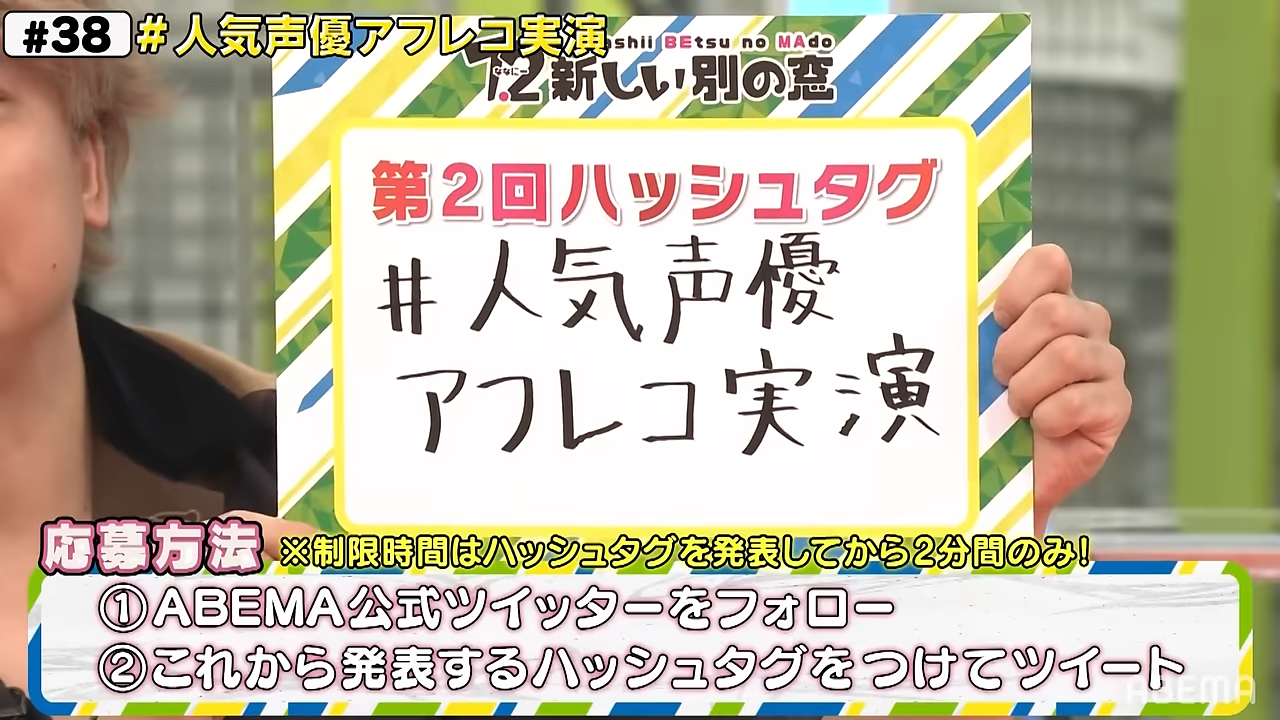 #38 #人気声優アフレコ実演
ashii BEtsu no MAdo
ななにー
7.2新しい別の窓
第2回ハッシュタグ
#人気声優
アフレコ実演
応募方法 ※制限時間はハッシュタグを発表してから2分間のみ!
①ABEMA公式ツイッターをフォロー
②これから発表するハッシュタグをつけてツイート
ABEMA